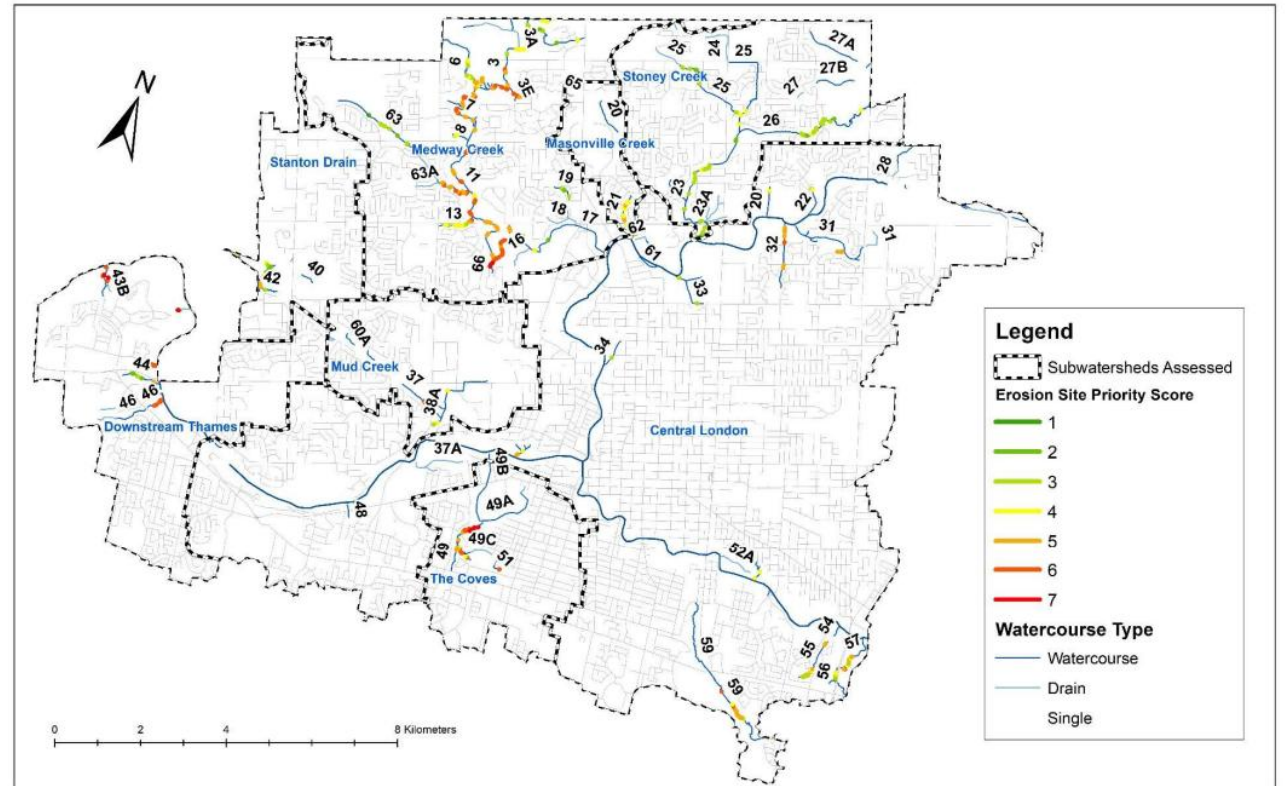 N
6
3
3A
3E
65
25
24
25
27A
27B
27
Stoney Creek
25
20
26
7
8
63
Medway Creek
Masonville Creek
Stanton Drain
63A
11
19
28
13
18
17
21
23
23A
20
22
62
16
66
61
31
31
32
33
42
40
43B
60A
34
44
Mud Creek
37
38A
46
46
Downstream Thames
Central London
37A
49B
48
49A
49
49C
51
The Coves
52A
59
54
55
57
56
59
0 2 4 8 Kilometers
Legend
Subwatersheds Assessed
Erosion Site Priority Score
1
2
3
4
5
6
7
Watercourse Type
Watercourse
Drain
Single